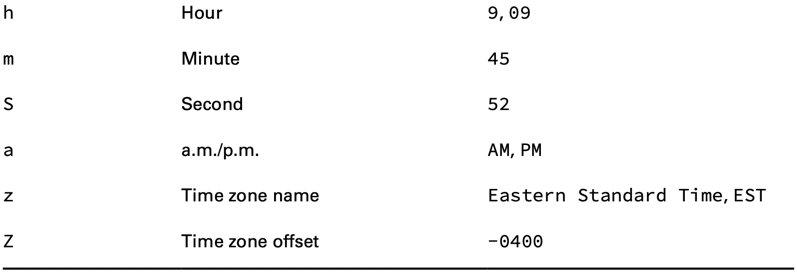 h Hour 9, 09
m Minute 45
S Second 52
a a.m./p.m. AM, PM
z Time zone name Eastern Standard Time, EST
Z Time zone offset -0400